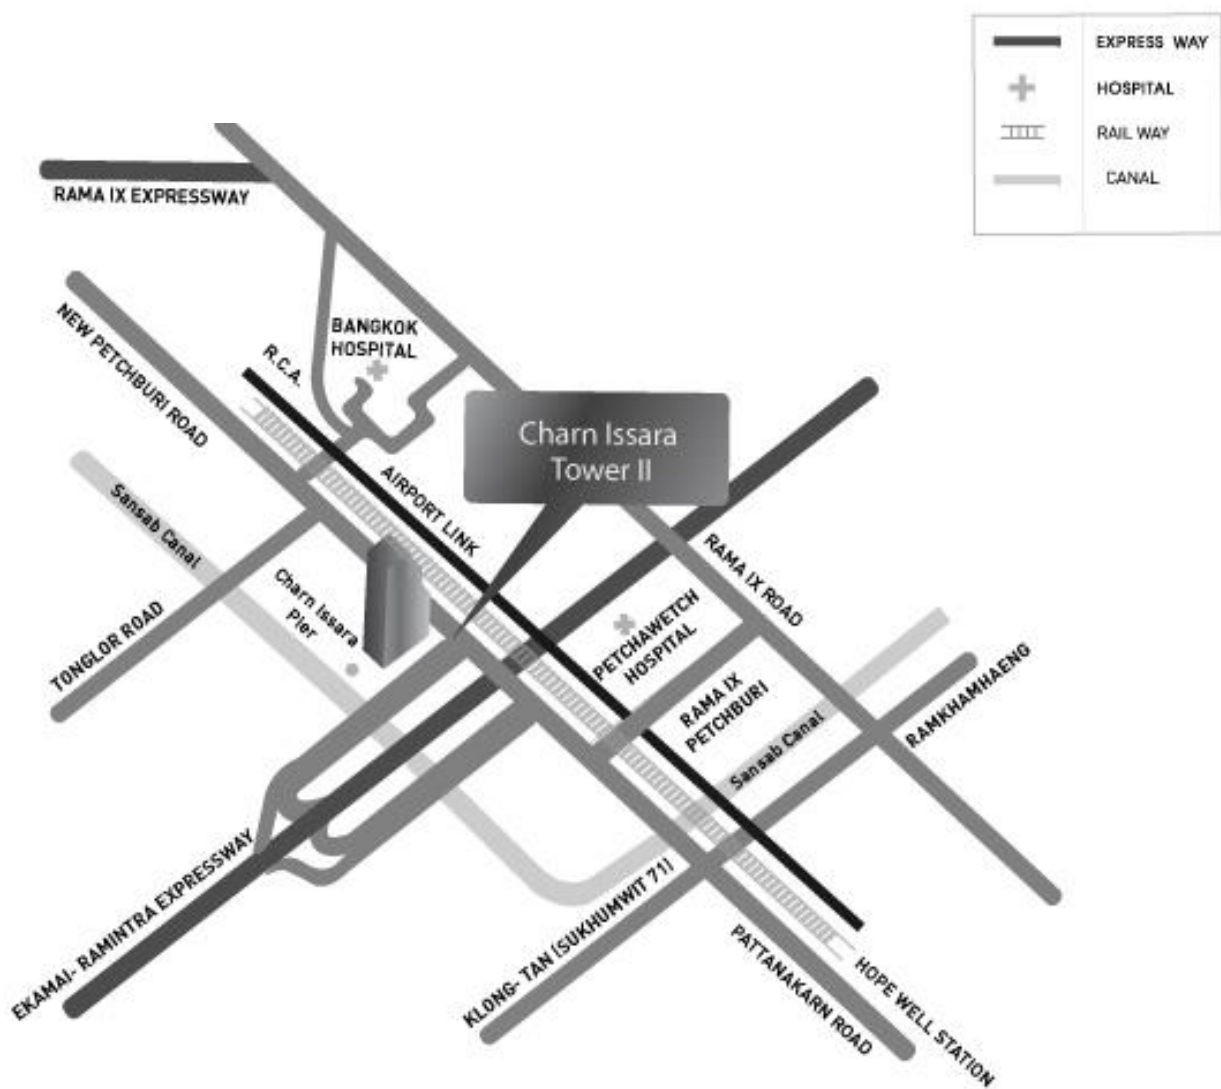 EXPRESS WAY
HOSPITAL
RAIL WAY
CANAL
RAMA IX EXPRESSWAY
NEW PETCHBURI ROAD
R.C.A.
BANGKOK
HOSPITAL
Charn Issara
Tower II
AIRPORT LINK
Sansab Canal
TONGLOR ROAD
Charn Issara
Pier
RAMA IX ROAD
PETCHAWETCH
HOSPITAL
RAMA IX
PETCHBURI
Sansab Canal
RAMKHAMHAENG
EKAMAI- RAMINTRA EXPRESSWAY
KLONG- TAN (SUKHUMWIT 71)
PATTANAKARN ROAD
HOPE WELL STATION